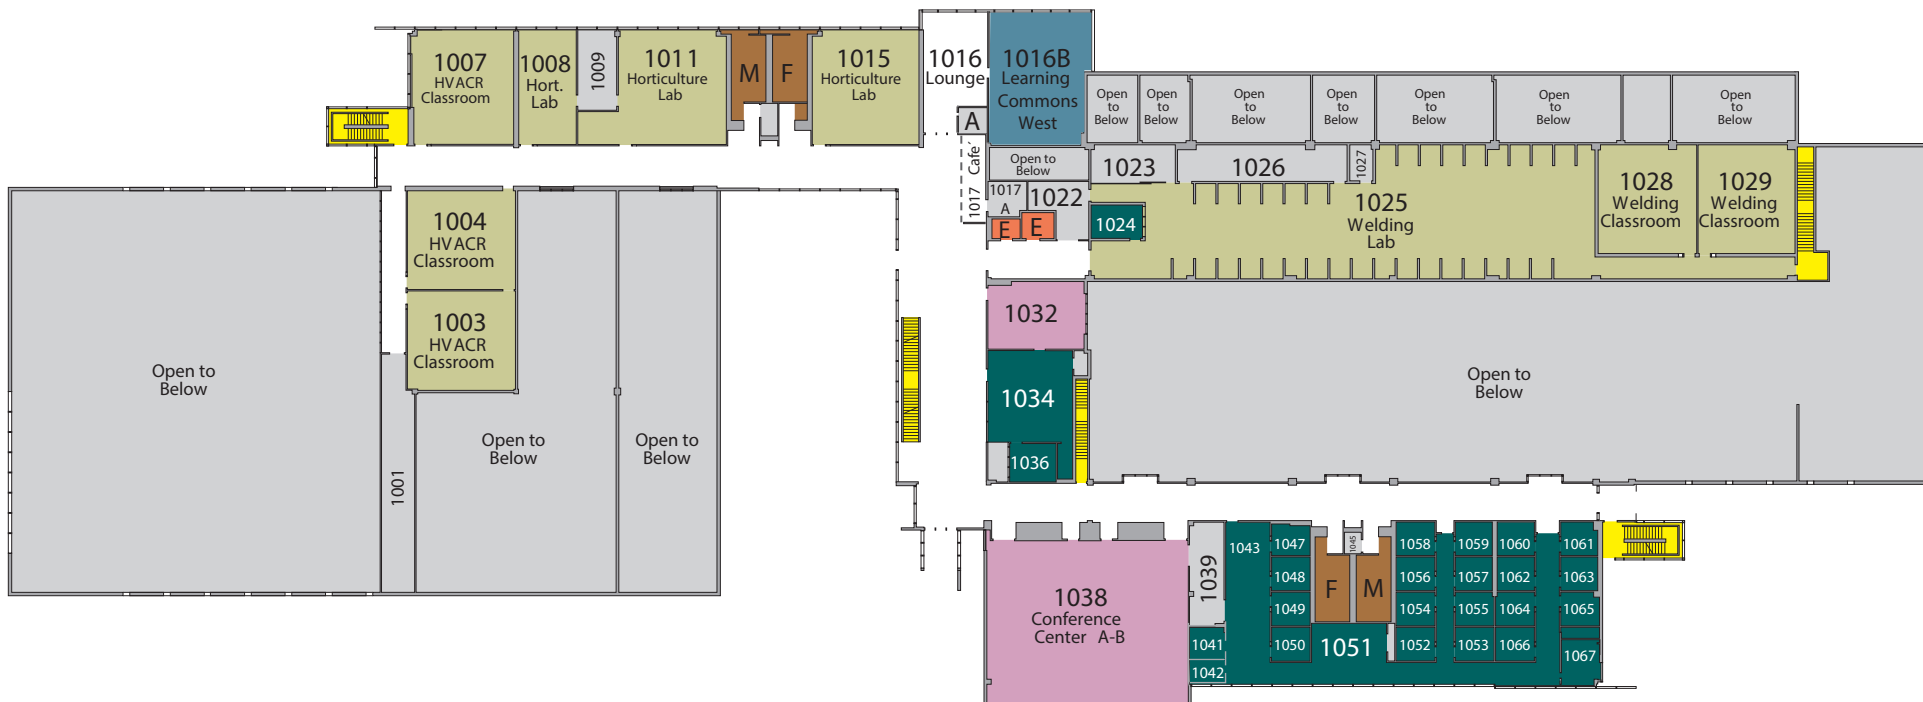 1007
HVACR
Classroom
1008
Hort.
Lab
1009
1011
Horticulture
Lab
M
F
1015
Horticulture
Lab
1016
Lounge
1016B
Learning
Commons
West
A
1017 Cafe´
Open to
Below
Open
to
Below
Open
to
Below
Open
to
Below
Open
to
Below
Open
to
Below
Open
to
Below
Open
to
Below
1017
A
1022
E
E
1023
1024
1026
1027
1025
Welding
Lab
1028
Welding
Classroom
1029
Welding
Classroom
1004
HVACR
Classroom
1003
HVACR
Classroom
Open to
Below
1001
Open to
Below
Open to
Below
1032
1034
1036
Open to
Below
1038
Conference
Center A-B
1039
1041
1042
1043
1047
1048
1049
1050
1045
F
M
1051
1058
1056
1054
1052
1059
1057
1055
1053
1060
1062
1064
1066
1061
1063
1065
1067